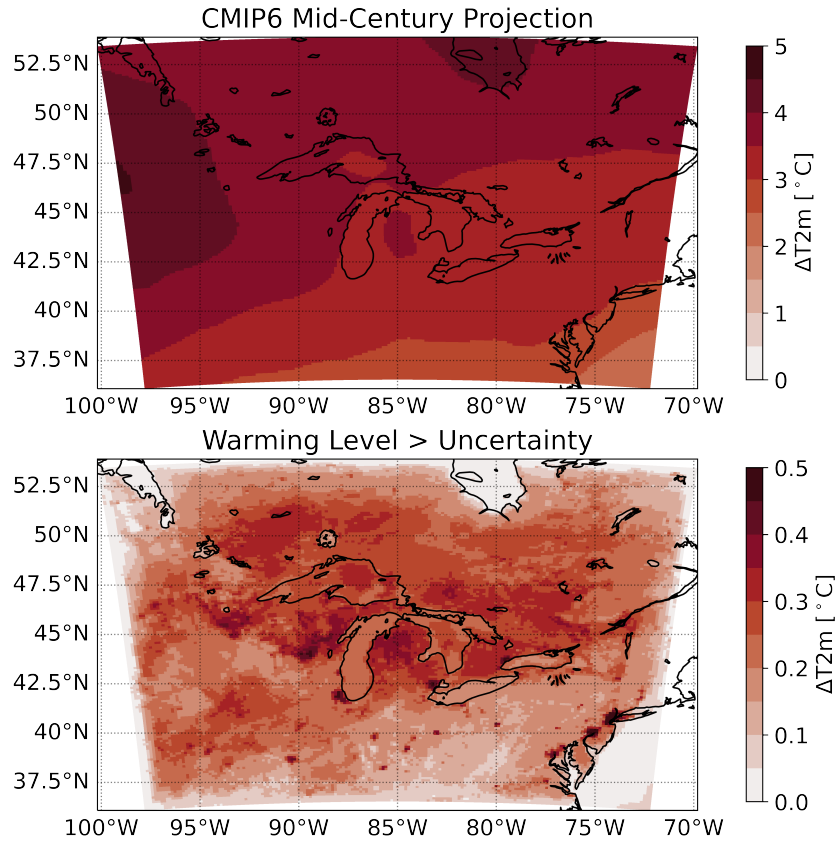 CMIP6 Mid-Century Projection
52.5°N
50°N
47.5°N
45°N
42.5°N
40°N
37.5°N
100°W 95°W 90°W 85°W 80°W 75°W 70°W
5
4
3
2
1
0
ΔT2m [°C]
Warming Level > Uncertainty
52.5°N
50°N
47.5°N
45°N
42.5°N
40°N
37.5°N
100°W 95°W 90°W 85°W 80°W 75°W 70°W
0.5
0.4
0.3
0.2
0.1
0.0
ΔT2m [°C]